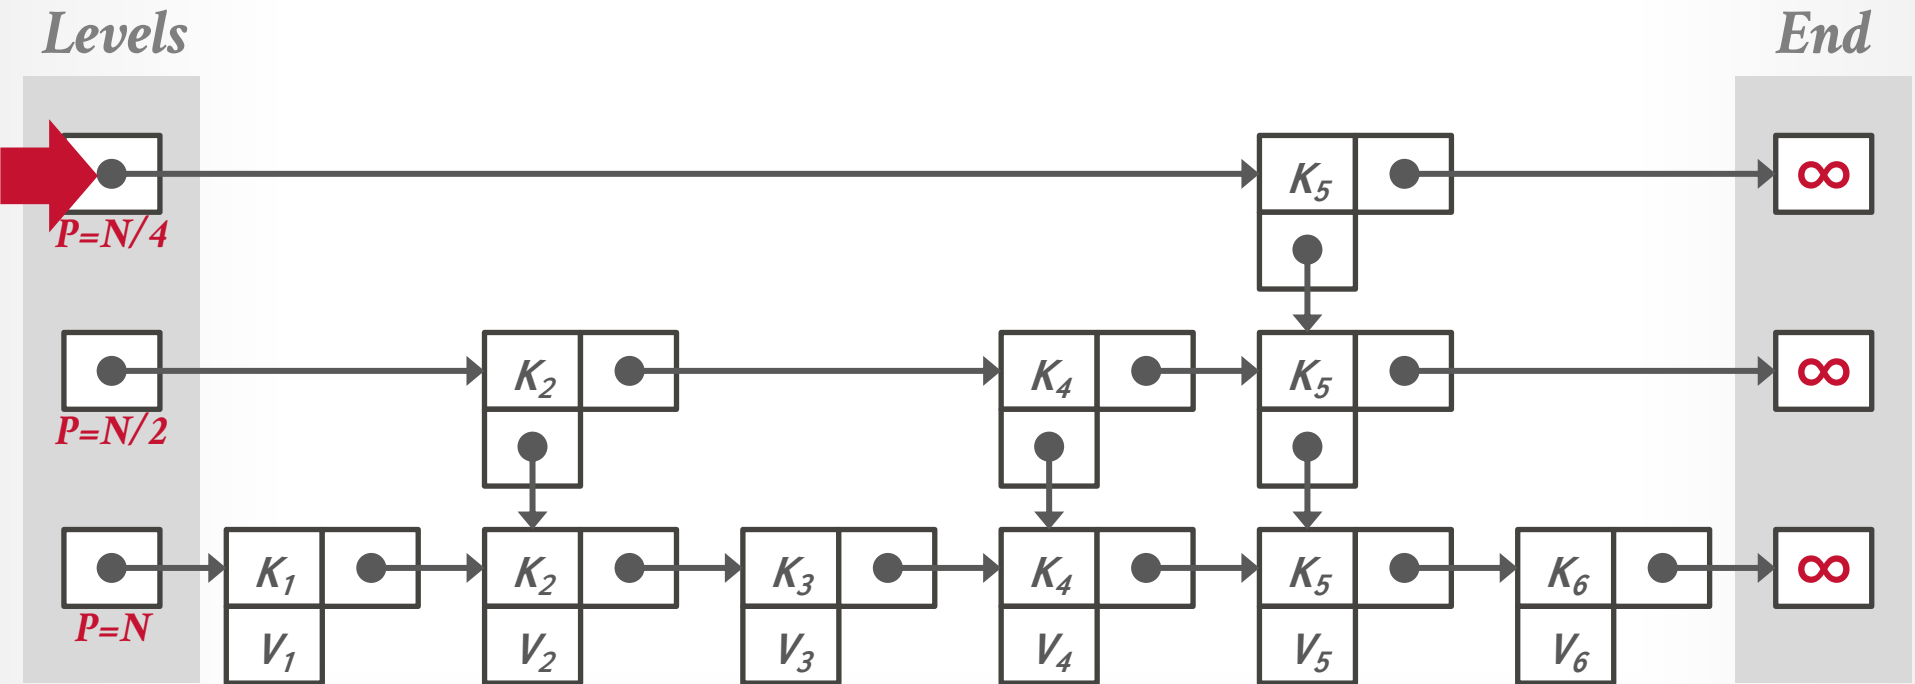 Levels End
K₅ ∞
P=N/4
K₂ K₄ K₅ ∞
P=N/2
K₁ K₂ K₃ K₄ K₅ K₆ ∞
P=N
V₁ V₂ V₃ V₄ V₅ V₆